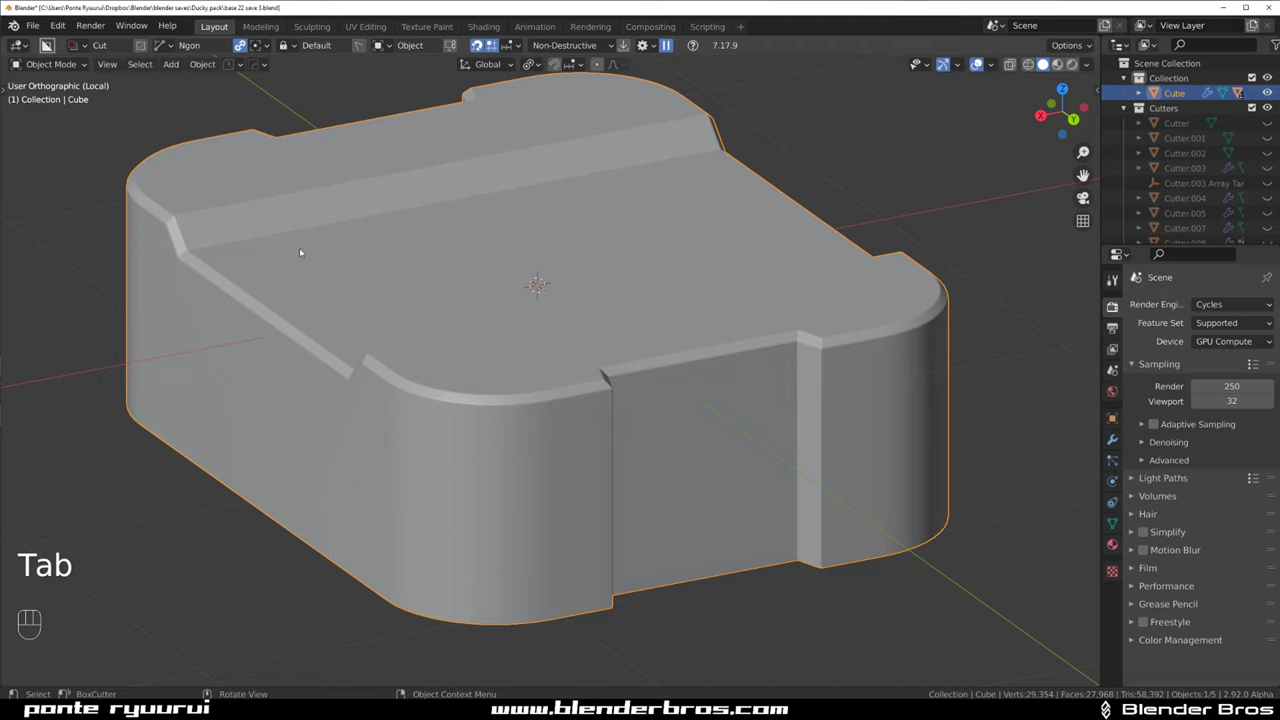 Blender* [C:\Users\Ponte Ryuurui\Dropbox\Blender\blender saves\Ducky pack\base 22 save 3.blend]
File Edit Render Window Help Layout Modeling Sculpting UV Editing Texture Paint Shading Animation Rendering Compositing Scripting + Scene View Layer
Cut Ngon Default Object Non-Destructive 7.17.9 Options
Object Mode View Select Add Object Global
User Orthographic (Local)
(1) Collection | Cube
Z
X
Y
Scene Collection
Collection
Cube
Cutters
Cutter
Cutter.001
Cutter.002
Cutter.003
Cutter.003 Array Tar
Cutter.004
Cutter.005
Cutter.007
Scene
Render Engi... Cycles
Feature Set Supported
Device GPU Compute
Sampling
Render 250
Viewport 32
Adaptive Sampling
Denoising
Advanced
Light Paths
Volumes
Hair
Simplify
Motion Blur
Film
Performance
Grease Pencil
Freestyle
Color Management
Tab
Select BoxCutter Rotate View Object Context Menu Collection | Cube | Verts:29,354 | Faces:27,968 | Tris:58,392 | Objects:1/5 | 2.92.0 Alpha
ponte ryuurui www.blenderbros.com Blender Bros